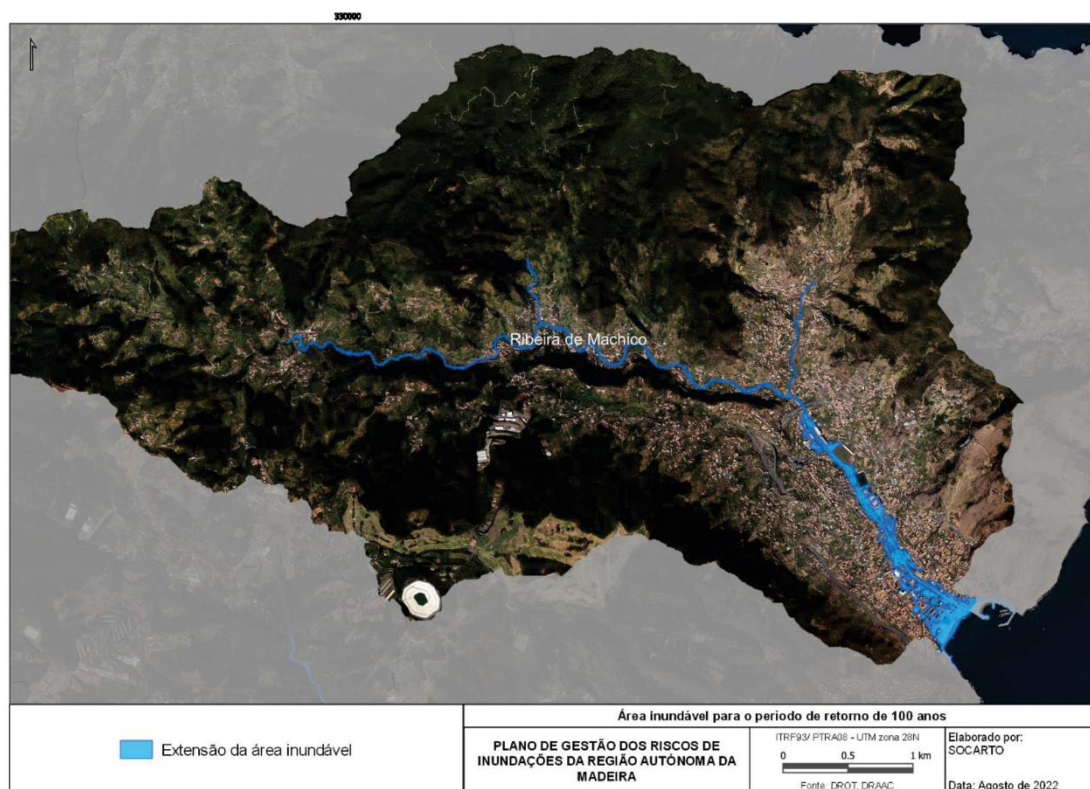 330000
Ribeira de Machico
Extensão da área inundável
Área inundável para o período de retorno de 100 anos
PLANO DE GESTÃO DOS RISCOS DE
INUNDAÇÕES DA REGIÃO AUTÓNOMA DA
MADEIRA
ITRF93/ PTRA08 - UTM zona 28N
0 0.5 1 km
Fonte: DROT, DRAAC
Elaborado por:
SOCARTO
Data: Agosto de 2022